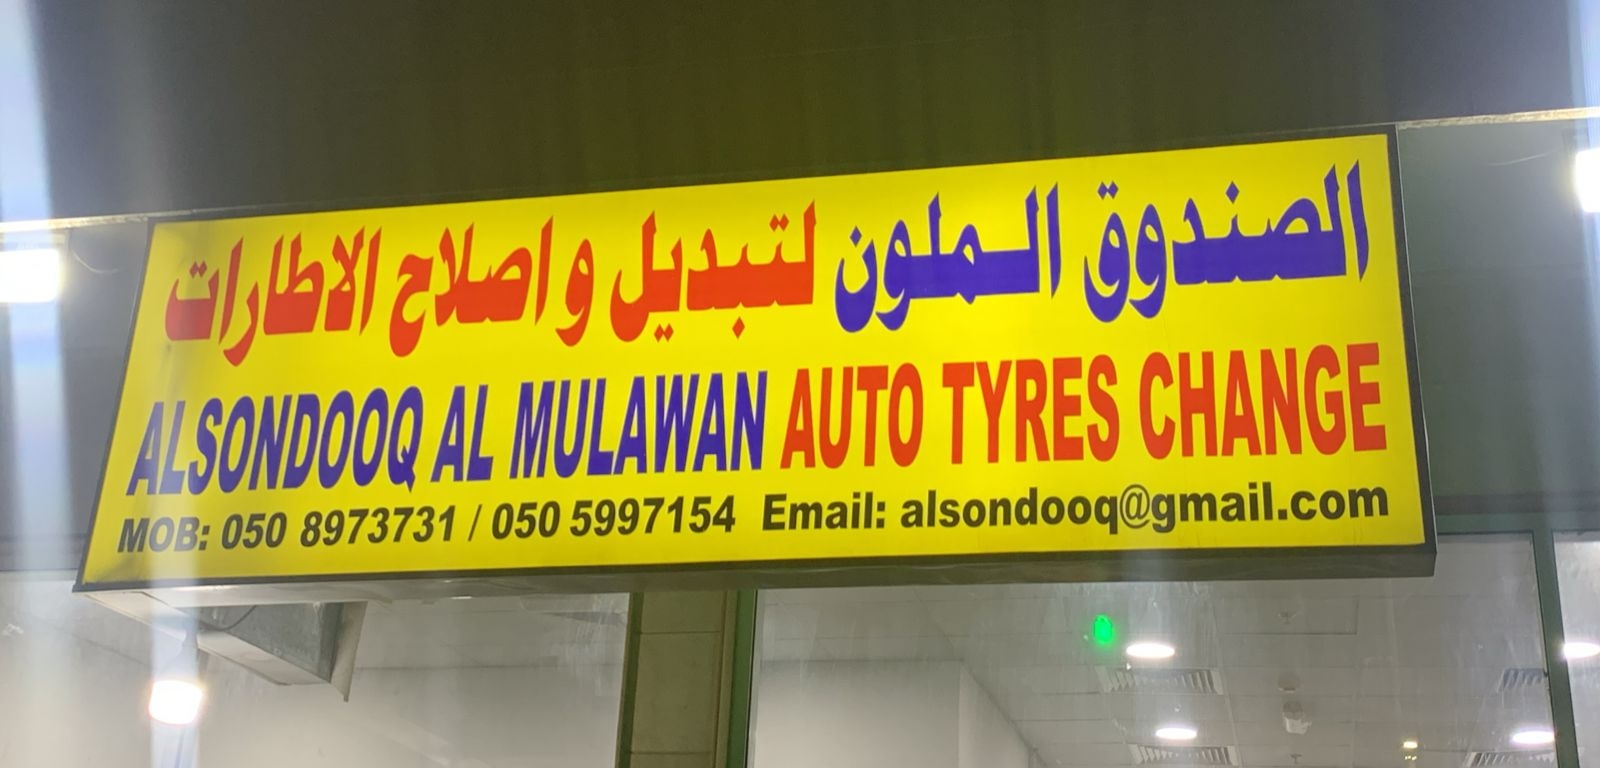 الصندوق الملون لتبديل و اصلاح الاطارات
ALSONDOOQ AL MULAWAN AUTO TYRES CHANGE
MOB: 050 8973731 / 050 5997154 Email: alsondooq@gmail.com